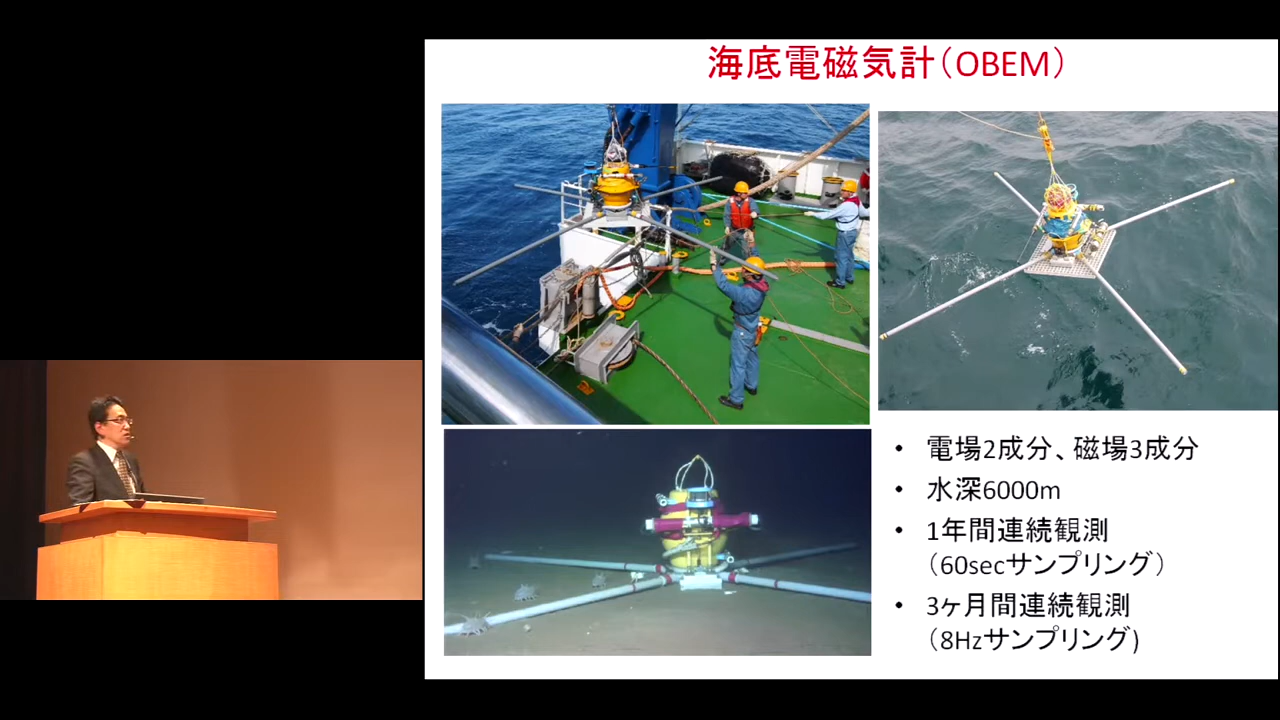 海底電磁気計（OBEM）
• 電場2成分、磁場3成分
• 水深6000m
• 1年間連続観測
（60secサンプリング）
• 3ヶ月間連続観測
（8Hzサンプリング)